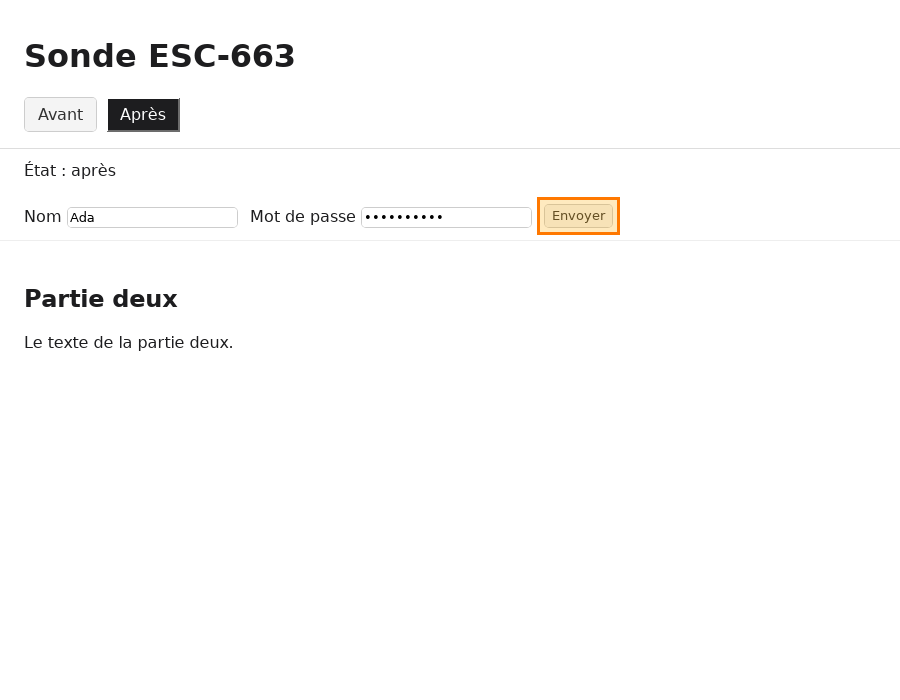 Sonde ESC-663
Avant Après
État : après
Nom Ada Mot de passe •••••••••• Envoyer
Partie deux
Le texte de la partie deux.